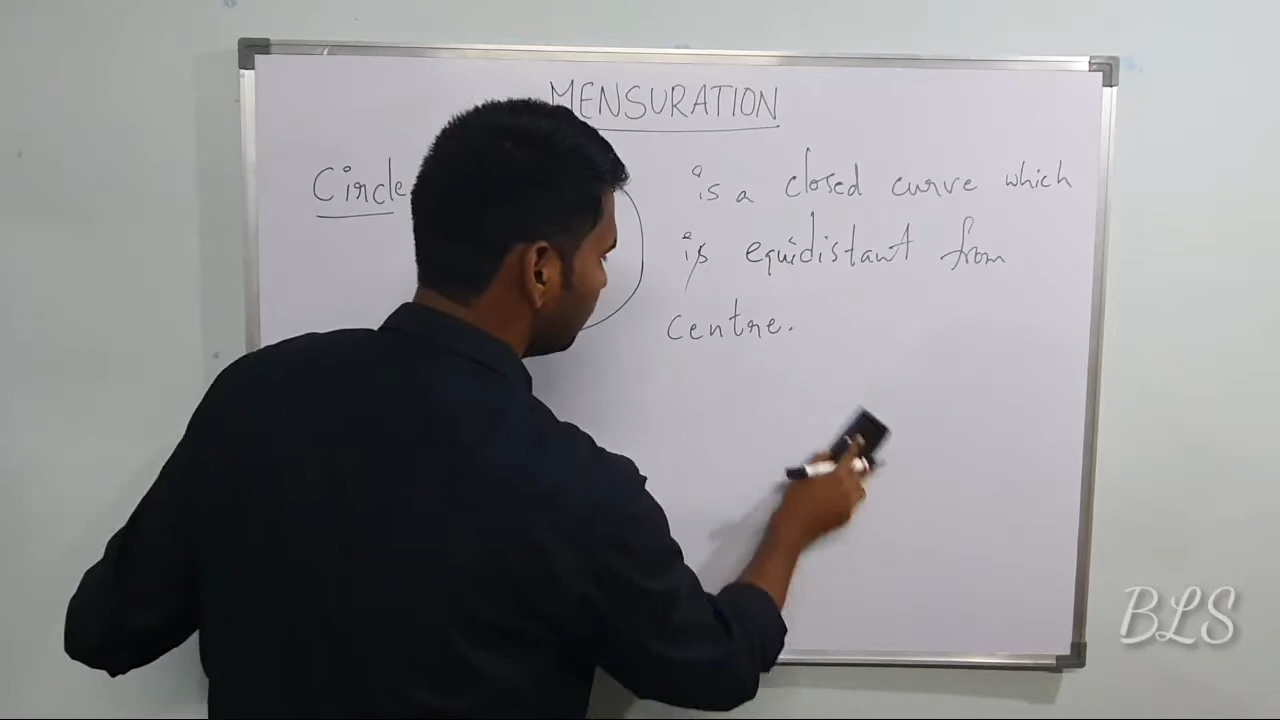 MENSURATION
Circle
is a closed curve which
is equidistant from
centre.
BLS